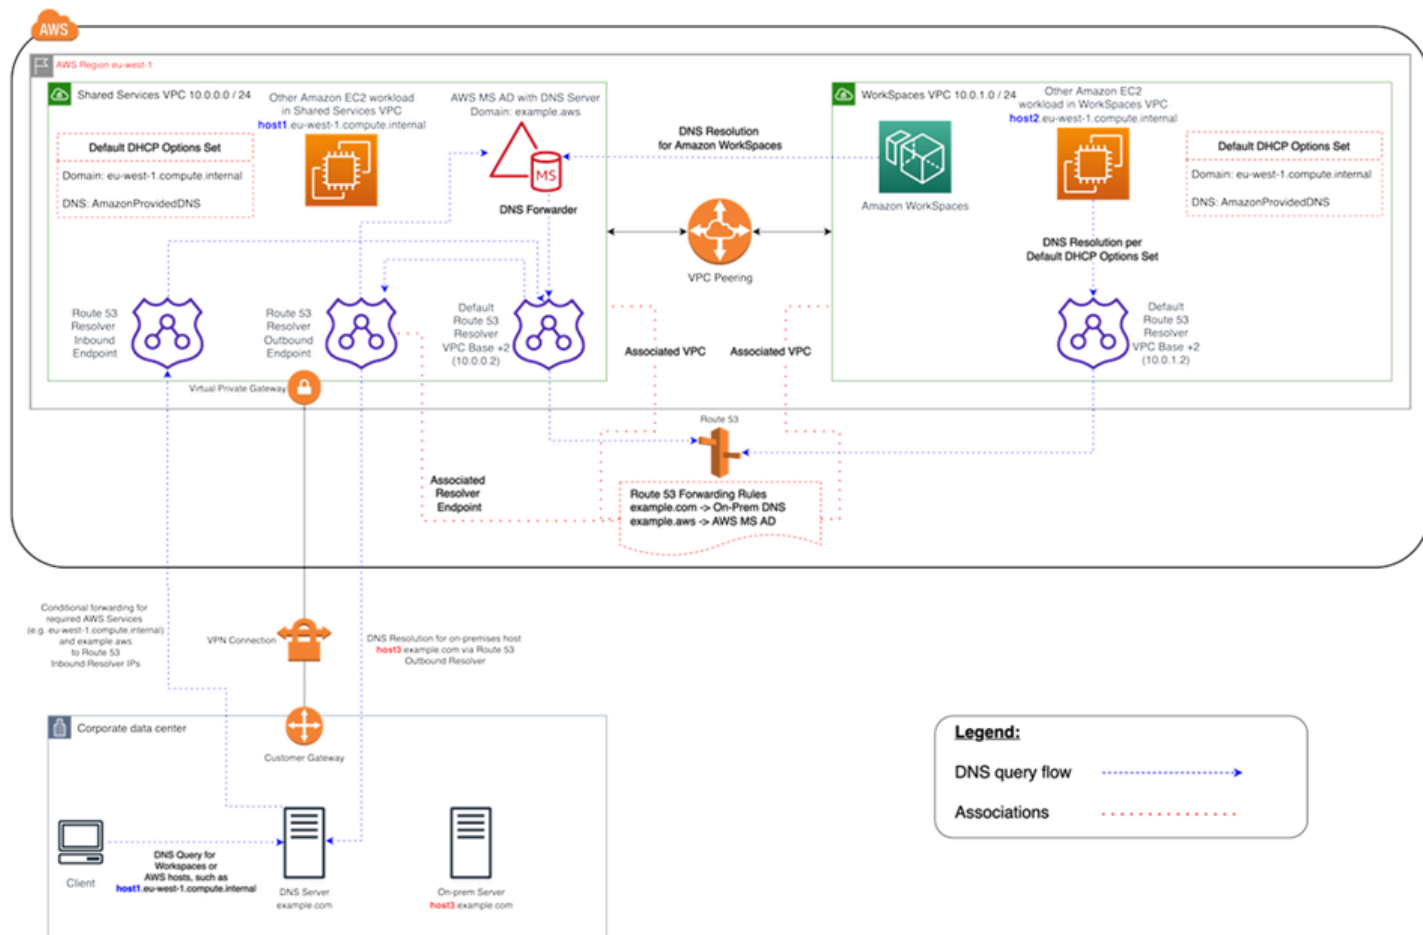 AWS
AWS Region eu-west-1
Shared Services VPC 10.0.0.0 / 24
Other Amazon EC2 workload
in Shared Services VPC
host1.eu-west-1.compute.internal
AWS MS AD with DNS Server
Domain: example.aws
MS
DNS Forwarder
Default DHCP Options Set
Domain: eu-west-1.compute.internal
DNS: AmazonProvidedDNS
DNS Resolution
for Amazon WorkSpaces
VPC Peering
WorkSpaces VPC 10.0.1.0 / 24
Amazon WorkSpaces
Other Amazon EC2
workload in WorkSpaces VPC
host2.eu-west-1.compute.internal
Default DHCP Options Set
Domain: eu-west-1.compute.internal
DNS: AmazonProvidedDNS
DNS Resolution per
Default DHCP Options Set
Route 53
Resolver
Inbound
Endpoint
Route 53
Resolver
Outbound
Endpoint
Default
Route 53
Resolver
VPC Base +2
(10.0.0.2)
Default
Route 53
Resolver
VPC Base +2
(10.0.1.2)
Associated VPC
Associated VPC
Virtual Private Gateway
Route 53
Associated
Resolver
Endpoint
Route 53 Forwarding Rules
example.com -> On-Prem DNS
example.aws -> AWS MS AD
Conditional forwarding for
required AWS Services
(e.g. eu-west-1.compute.internal)
and example.aws
to Route 53
Inbound Resolver IPs
VPN Connection
DNS Resolution for on-premises host
host3.example.com via Route 53
Outbound Resolver
Corporate data center
Customer Gateway
Client
DNS Query for
Workspaces or
AWS hosts, such as
host1.eu-west-1.compute.internal
DNS Server
example.com
On-prem Server
host3.example.com
Legend:
DNS query flow
Associations